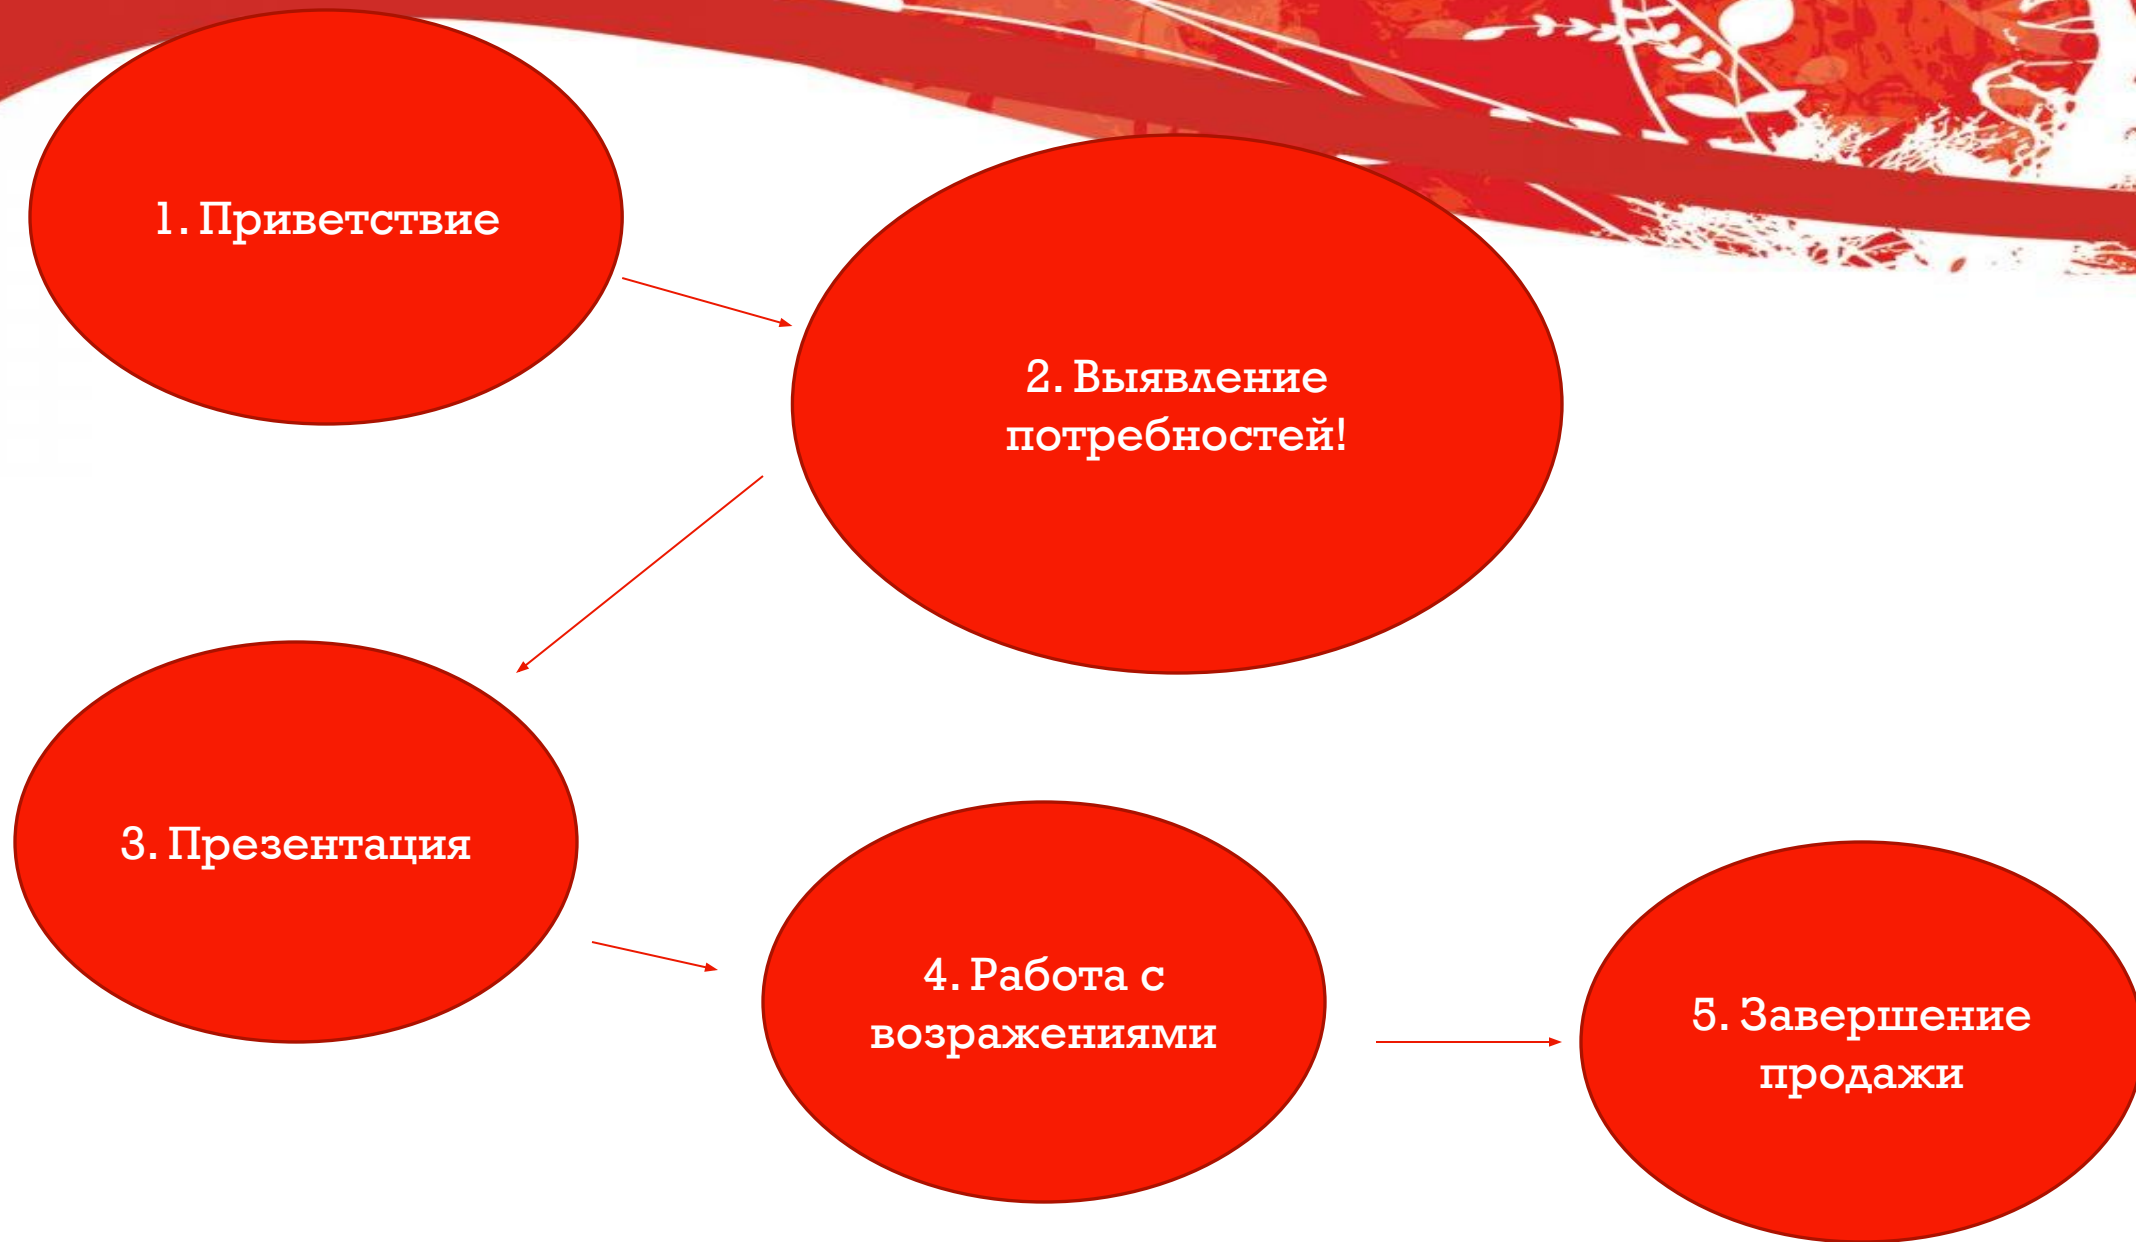 1. Приветствие
2. Выявление
потребностей!
3. Презентация
4. Работа с
возражениями
5. Завершение
продажи